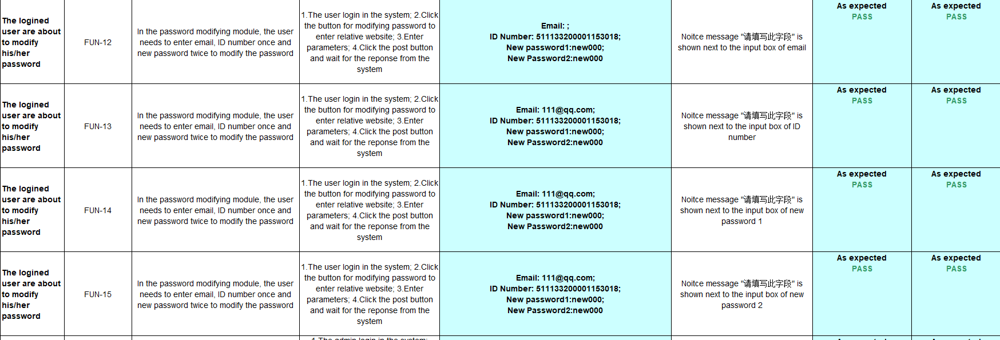 The logined
user are about
to modify
his/her
password
FUN-12
In the password modifying module, the user
needs to enter email, ID number once and
new password twice to modify the password
1.The user login in the system; 2.Click
the button for modifying password to
enter relative website; 3.Enter
parameters; 4.Click the post button
and wait for the reponse from the
system
Email: ;
ID Number: 511133200001153018;
New password1:new000;
New Password2:new000
Noitce message "请填写此字段" is
shown next to the input box of email
As expected
PASS
As expected
PASS
The logined
user are about
to modify
his/her
password
FUN-13
In the password modifying module, the user
needs to enter email, ID number once and
new password twice to modify the password
1.The user login in the system; 2.Click
the button for modifying password to
enter relative website; 3.Enter
parameters; 4.Click the post button
and wait for the reponse from the
system
Email: 111@qq.com;
ID Number: 511133200001153018;
New password1:new000;
New Password2:new000
Noitce message "请填写此字段" is
shown next to the input box of ID
number
As expected
PASS
As expected
PASS
The logined
user are about
to modify
his/her
password
FUN-14
In the password modifying module, the user
needs to enter email, ID number once and
new password twice to modify the password
1.The user login in the system; 2.Click
the button for modifying password to
enter relative website; 3.Enter
parameters; 4.Click the post button
and wait for the reponse from the
system
Email: 111@qq.com;
ID Number: 511133200001153018;
New password1:new000;
New Password2:new000
Noitce message "请填写此字段" is
shown next to the input box of new
password 1
As expected
PASS
As expected
PASS
The logined
user are about
to modify
his/her
password
FUN-15
In the password modifying module, the user
needs to enter email, ID number once and
new password twice to modify the password
1.The user login in the system; 2.Click
the button for modifying password to
enter relative website; 3.Enter
parameters; 4.Click the post button
and wait for the reponse from the
system
Email: 111@qq.com;
ID Number: 511133200001153018;
New password1:new000;
New Password2:new000
Noitce message "请填写此字段" is
shown next to the input box of new
password 2
As expected
PASS
As expected
PASS
1.The admin login in the system;
As expected
As expected